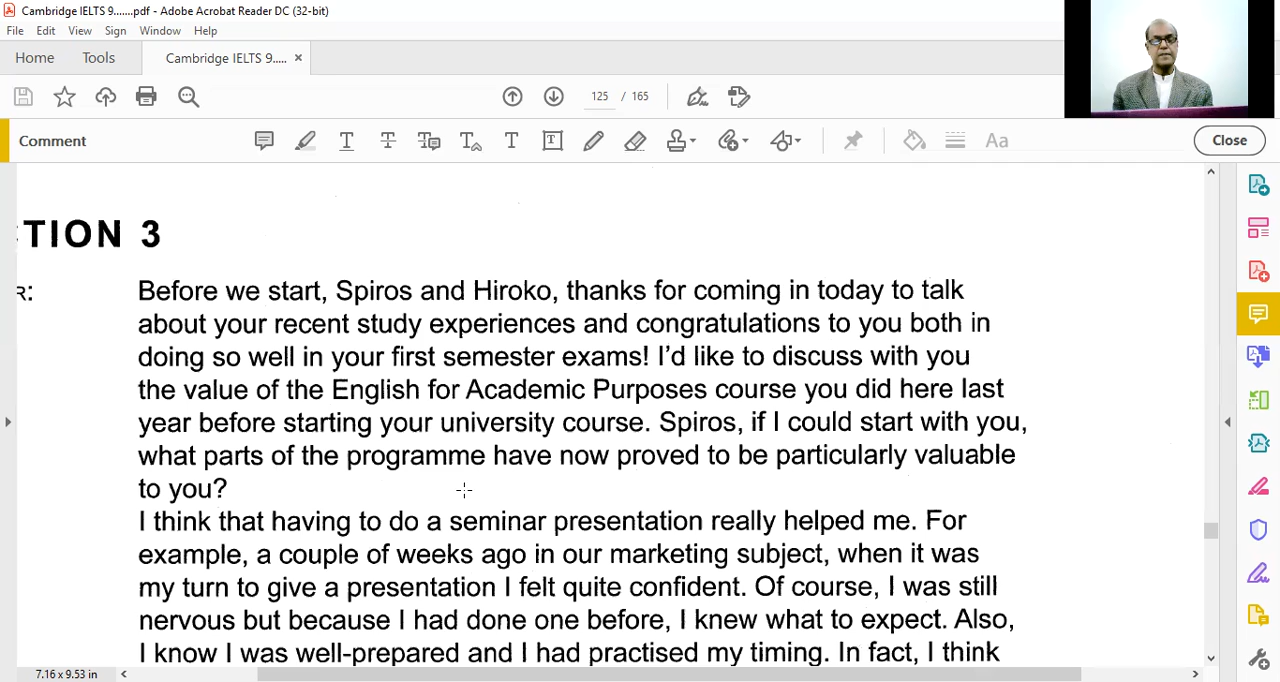 Cambridge IELTS 9.......pdf - Adobe Acrobat Reader DC (32-bit)
File Edit View Sign Window Help
Home Tools Cambridge IELTS 9..... ×
125 / 165
Comment
Aa
Close
TION 3
R:
Before we start, Spiros and Hiroko, thanks for coming in today to talk
about your recent study experiences and congratulations to you both in
doing so well in your first semester exams! I'd like to discuss with you
the value of the English for Academic Purposes course you did here last
year before starting your university course. Spiros, if I could start with you,
what parts of the programme have now proved to be particularly valuable
to you?
I think that having to do a seminar presentation really helped me. For
example, a couple of weeks ago in our marketing subject, when it was
my turn to give a presentation I felt quite confident. Of course, I was still
nervous but because I had done one before, I knew what to expect. Also,
I know I was well-prepared and I had practised my timing. In fact, I think
7.16 x 9.53 in